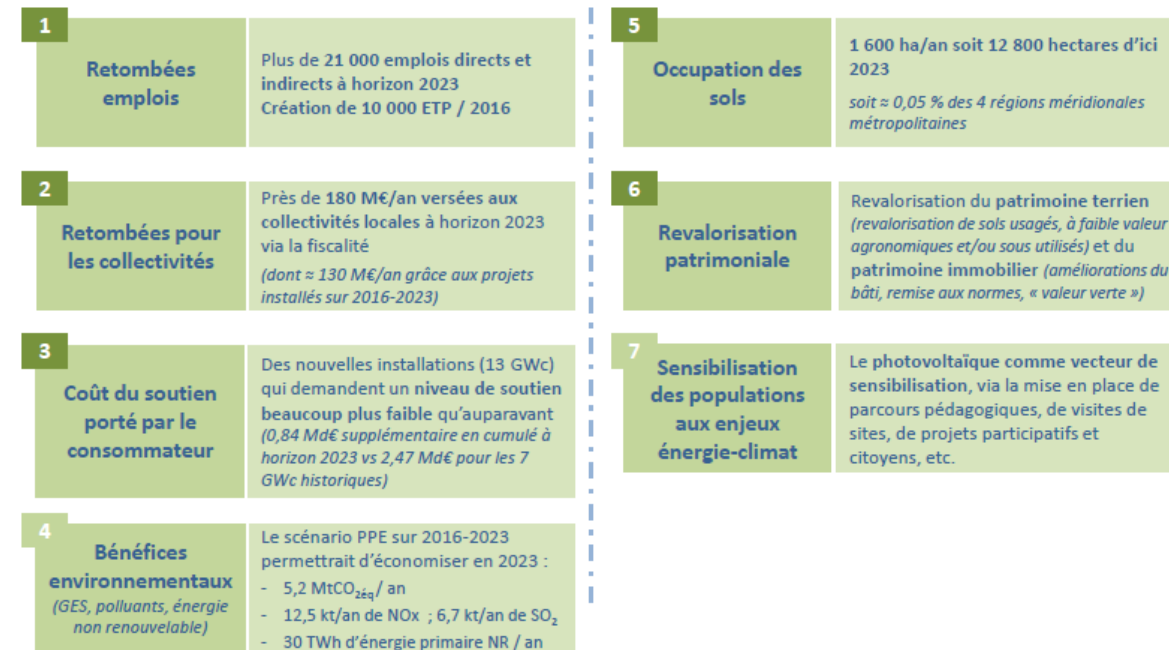 1
Retombées
emplois
Plus de 21 000 emplois directs et
indirects à horizon 2023
Création de 10 000 ETP / 2016
2
Retombées pour
les collectivités
Près de 180 M€/an versées aux
collectivités locales à horizon 2023
via la fiscalité
(dont ≈ 130 M€/an grâce aux projets
installés sur 2016-2023)
3
Coût du soutien
porté par le
consommateur
Des nouvelles installations (13 GWc)
qui demandent un niveau de soutien
beaucoup plus faible qu’auparavant
(0,84 Md€ supplémentaire en cumulé à
horizon 2023 vs 2,47 Md€ pour les 7
GWc historiques)
4
Bénéfices
environnementaux
(GES, polluants, énergie
non renouvelable)
Le scénario PPE sur 2016-2023
permettrait d’économiser en 2023 :
- 5,2 MtCO2éq/ an
- 12,5 kt/an de NOx ; 6,7 kt/an de SO2
- 30 TWh d’énergie primaire NR / an
5
Occupation des
sols
1 600 ha/an soit 12 800 hectares d’ici
2023
soit ≈ 0,05 % des 4 régions méridionales
métropolitaines
6
Revalorisation
patrimoniale
Revalorisation du patrimoine terrien
(revalorisation de sols usagés, à faible valeur
agronomiques et/ou sous utilisés) et du
patrimoine immobilier (améliorations du
bâti, remise aux normes, « valeur verte »)
7
Sensibilisation
des populations
aux enjeux
énergie-climat
Le photovoltaïque comme vecteur de
sensibilisation, via la mise en place de
parcours pédagogiques, de visites de
sites, de projets participatifs et
citoyens, etc.